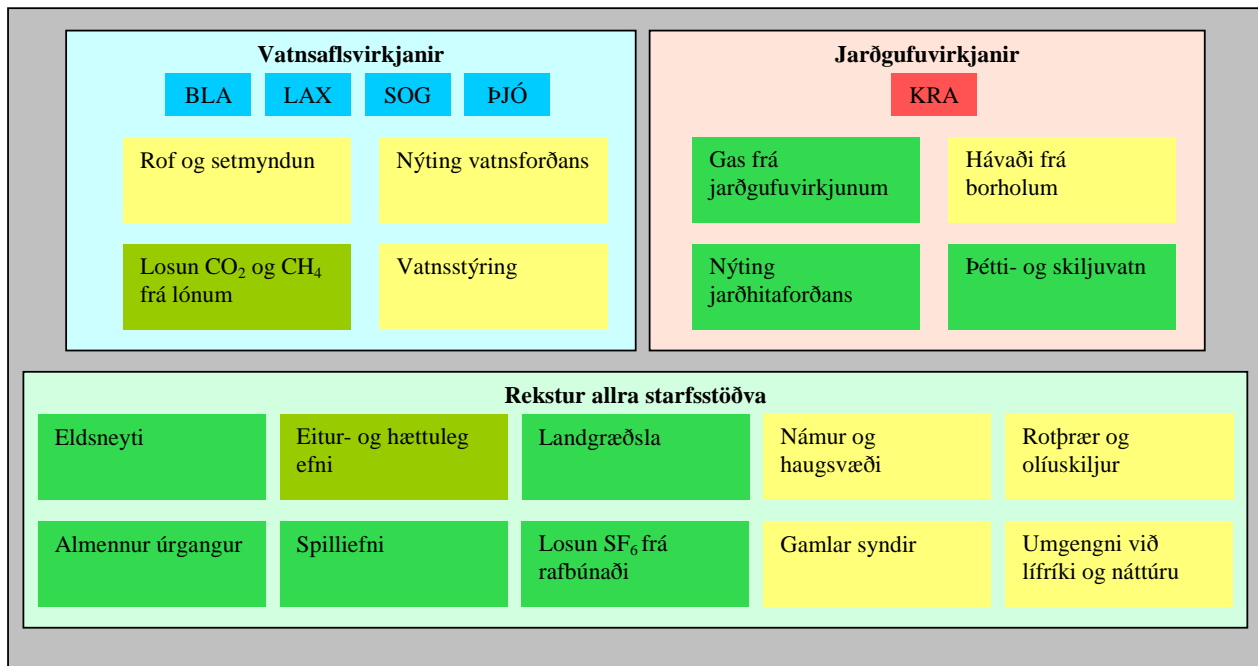 Vatnsaflsvirkjanir
BLA LAX SOG ÞJÓ
Rof og setmyndun
Nýting vatnsforðans
Losun CO₂ og CH₄
frá lónum
Vatnsstýring
Jarðgufuvirkjanir
KRA
Gas frá
jarðgufuvirkjunum
Hávaði frá
borholum
Nýting
jarðhitaforðans
Þétti- og skiljuvatn
Rekstur allra starfsstöðva
Eldsneyti
Eitur- og hættuleg
efni
Landgræðsla
Námur og
haugsvæði
Rotþrær og
olíuskiljur
Almennur úrgangur
Spilliefni
Losun SF₆ frá
rafbúnaði
Gamlar syndir
Umgengni við
lífríki og náttúru